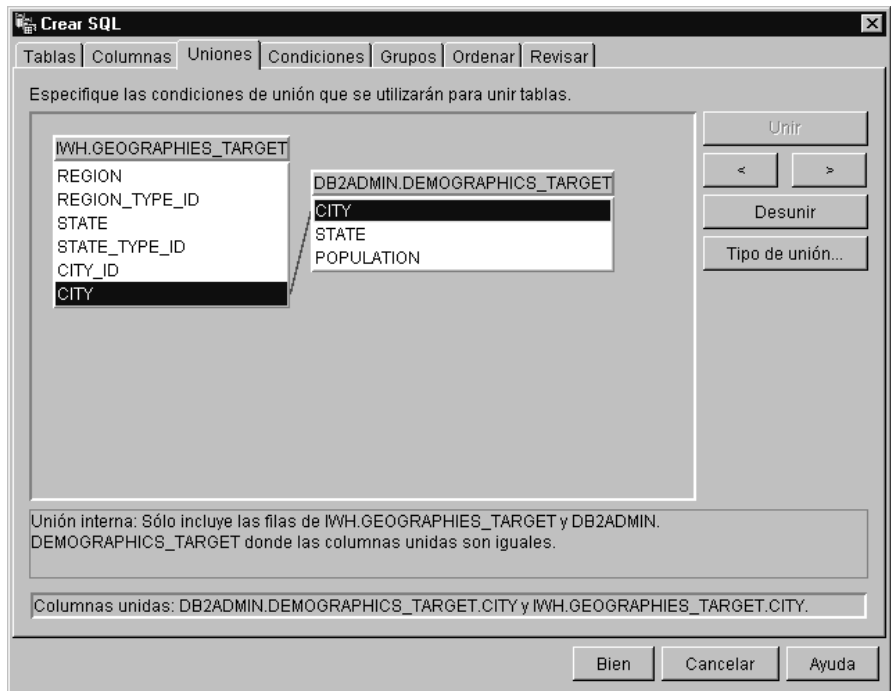 Crear SQL
Tablas Columnas Uniones Condiciones Grupos Ordenar Revisar
Especifique las condiciones de unión que se utilizarán para unir tablas.
IWH.GEOGRAPHIES_TARGET
REGION
REGION_TYPE_ID
STATE
STATE_TYPE_ID
CITY_ID
CITY
DB2ADMIN.DEMOGRAPHICS_TARGET
CITY
STATE
POPULATION
Unir
< >
Desunir
Tipo de unión...
Unión interna: Sólo incluye las filas de IWH.GEOGRAPHIES_TARGET y DB2ADMIN.
DEMOGRAPHICS_TARGET donde las columnas unidas son iguales.
Columnas unidas: DB2ADMIN.DEMOGRAPHICS_TARGET.CITY y IWH.GEOGRAPHIES_TARGET.CITY.
Bien Cancelar Ayuda